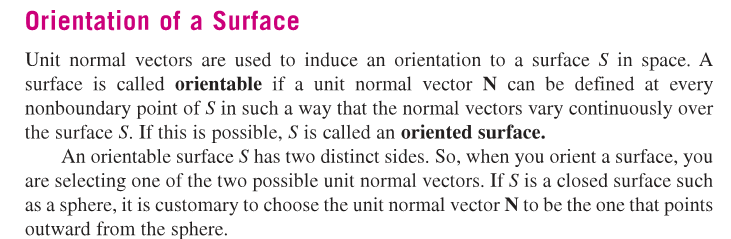 Orientation of a Surface
Unit normal vectors are used to induce an orientation to a surface S in space. A
surface is called orientable if a unit normal vector N can be defined at every
nonboundary point of S in such a way that the normal vectors vary continuously over
the surface S. If this is possible, S is called an oriented surface.
An orientable surface S has two distinct sides. So, when you orient a surface, you
are selecting one of the two possible unit normal vectors. If S is a closed surface such
as a sphere, it is customary to choose the unit normal vector N to be the one that points
outward from the sphere.